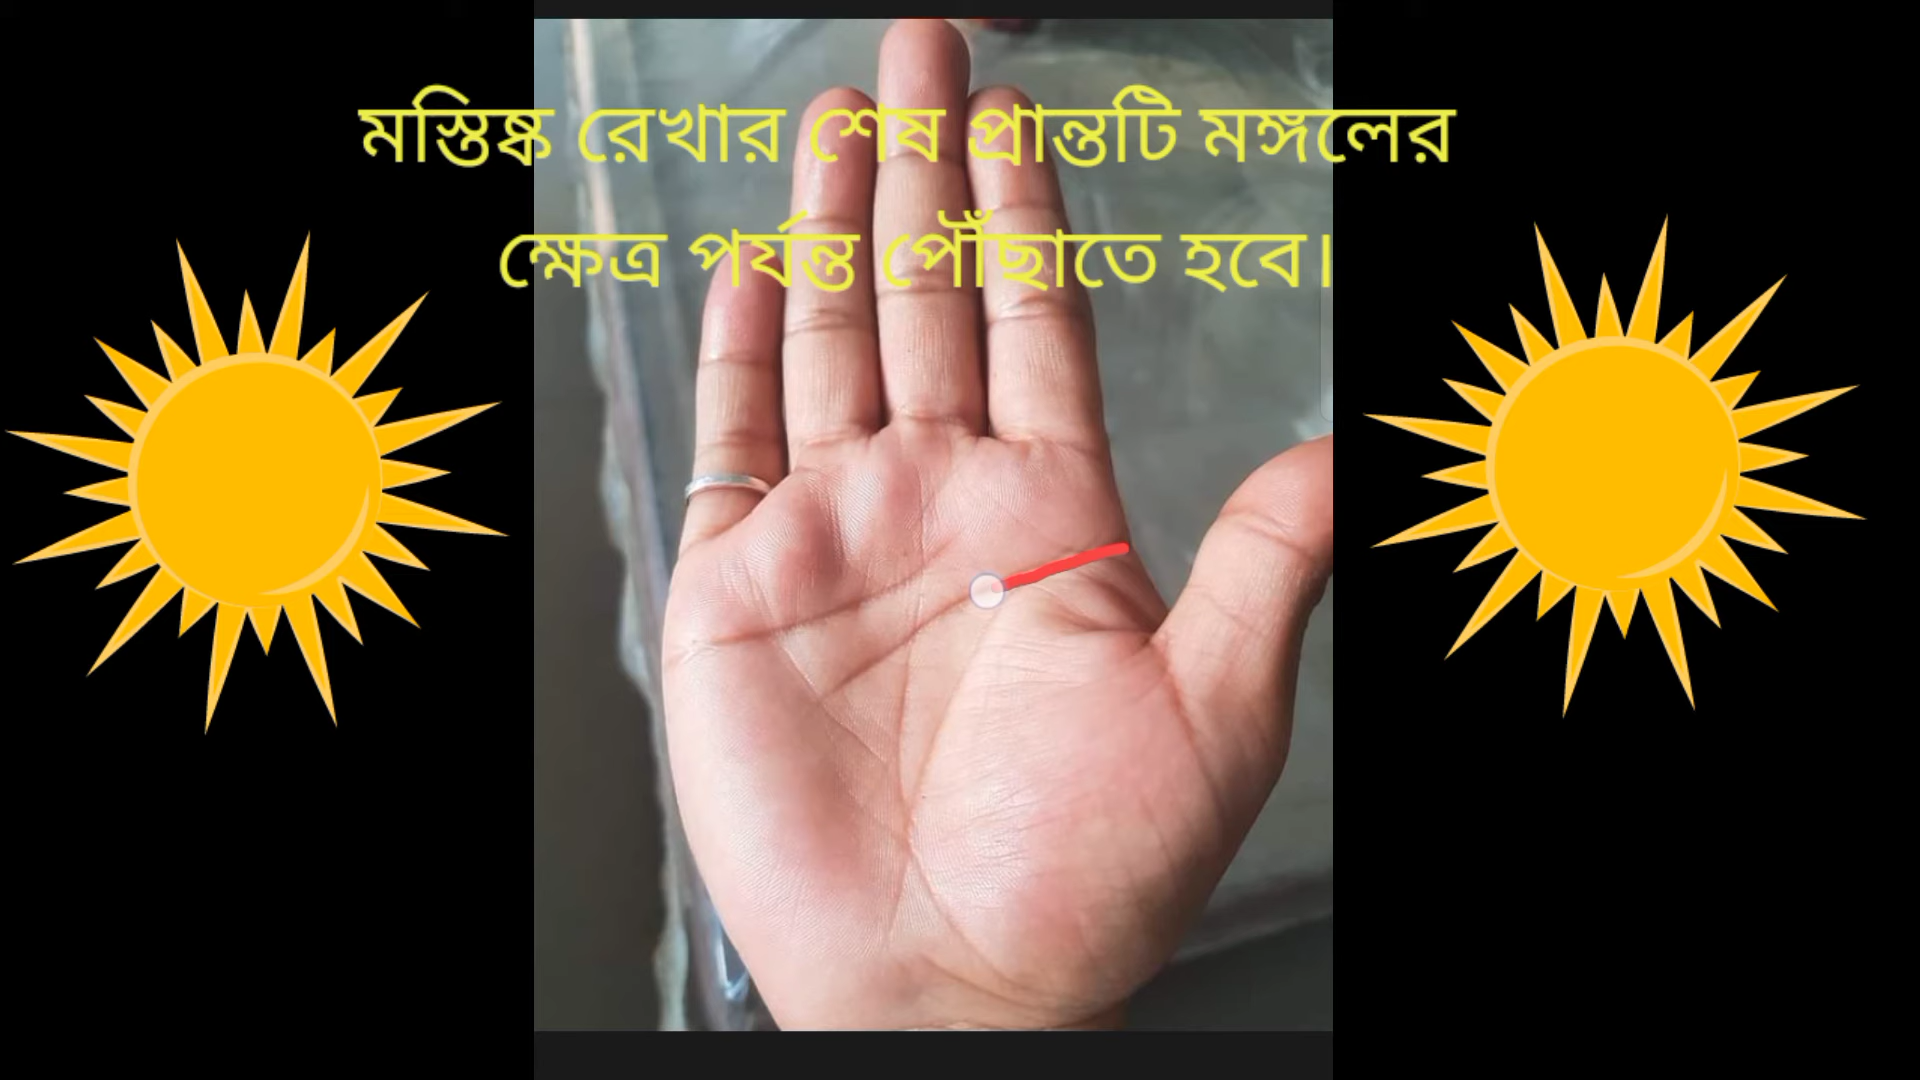 মস্তিষ্ক রেখার শেষ প্রান্তটি মঙ্গলের
ক্ষেত্র পর্যন্ত পৌঁছাতে হবে।